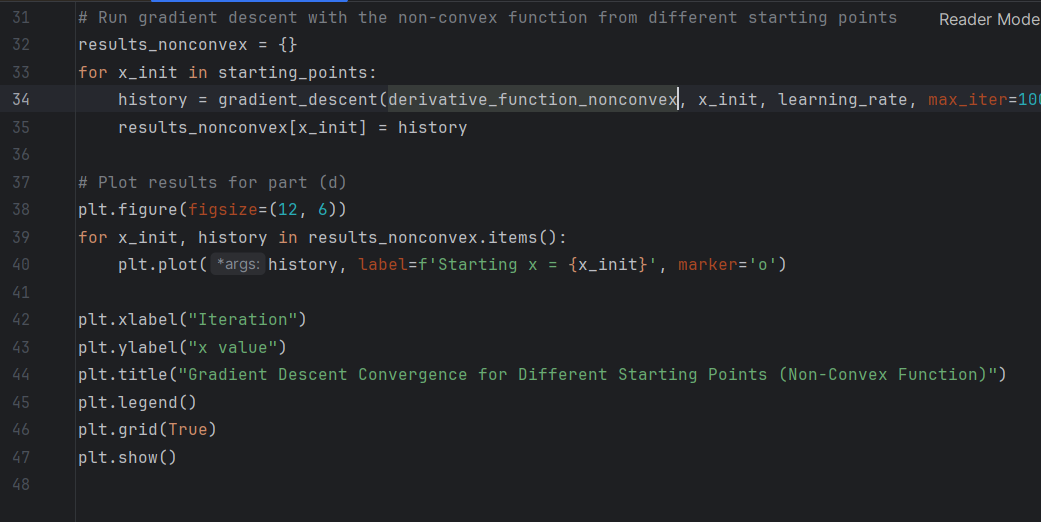 31 # Run gradient descent with the non-convex function from different starting points
Reader Mode
32 results_nonconvex = {}
33 for x_init in starting_points:
34     history = gradient_descent(derivative_function_nonconvex, x_init, learning_rate, max_iter=100
35     results_nonconvex[x_init] = history
36
37 # Plot results for part (d)
38 plt.figure(figsize=(12, 6))
39 for x_init, history in results_nonconvex.items():
40     plt.plot( *args: history, label=f'Starting x = {x_init}', marker='o')
41
42 plt.xlabel("Iteration")
43 plt.ylabel("x value")
44 plt.title("Gradient Descent Convergence for Different Starting Points (Non-Convex Function)")
45 plt.legend()
46 plt.grid(True)
47 plt.show()
48